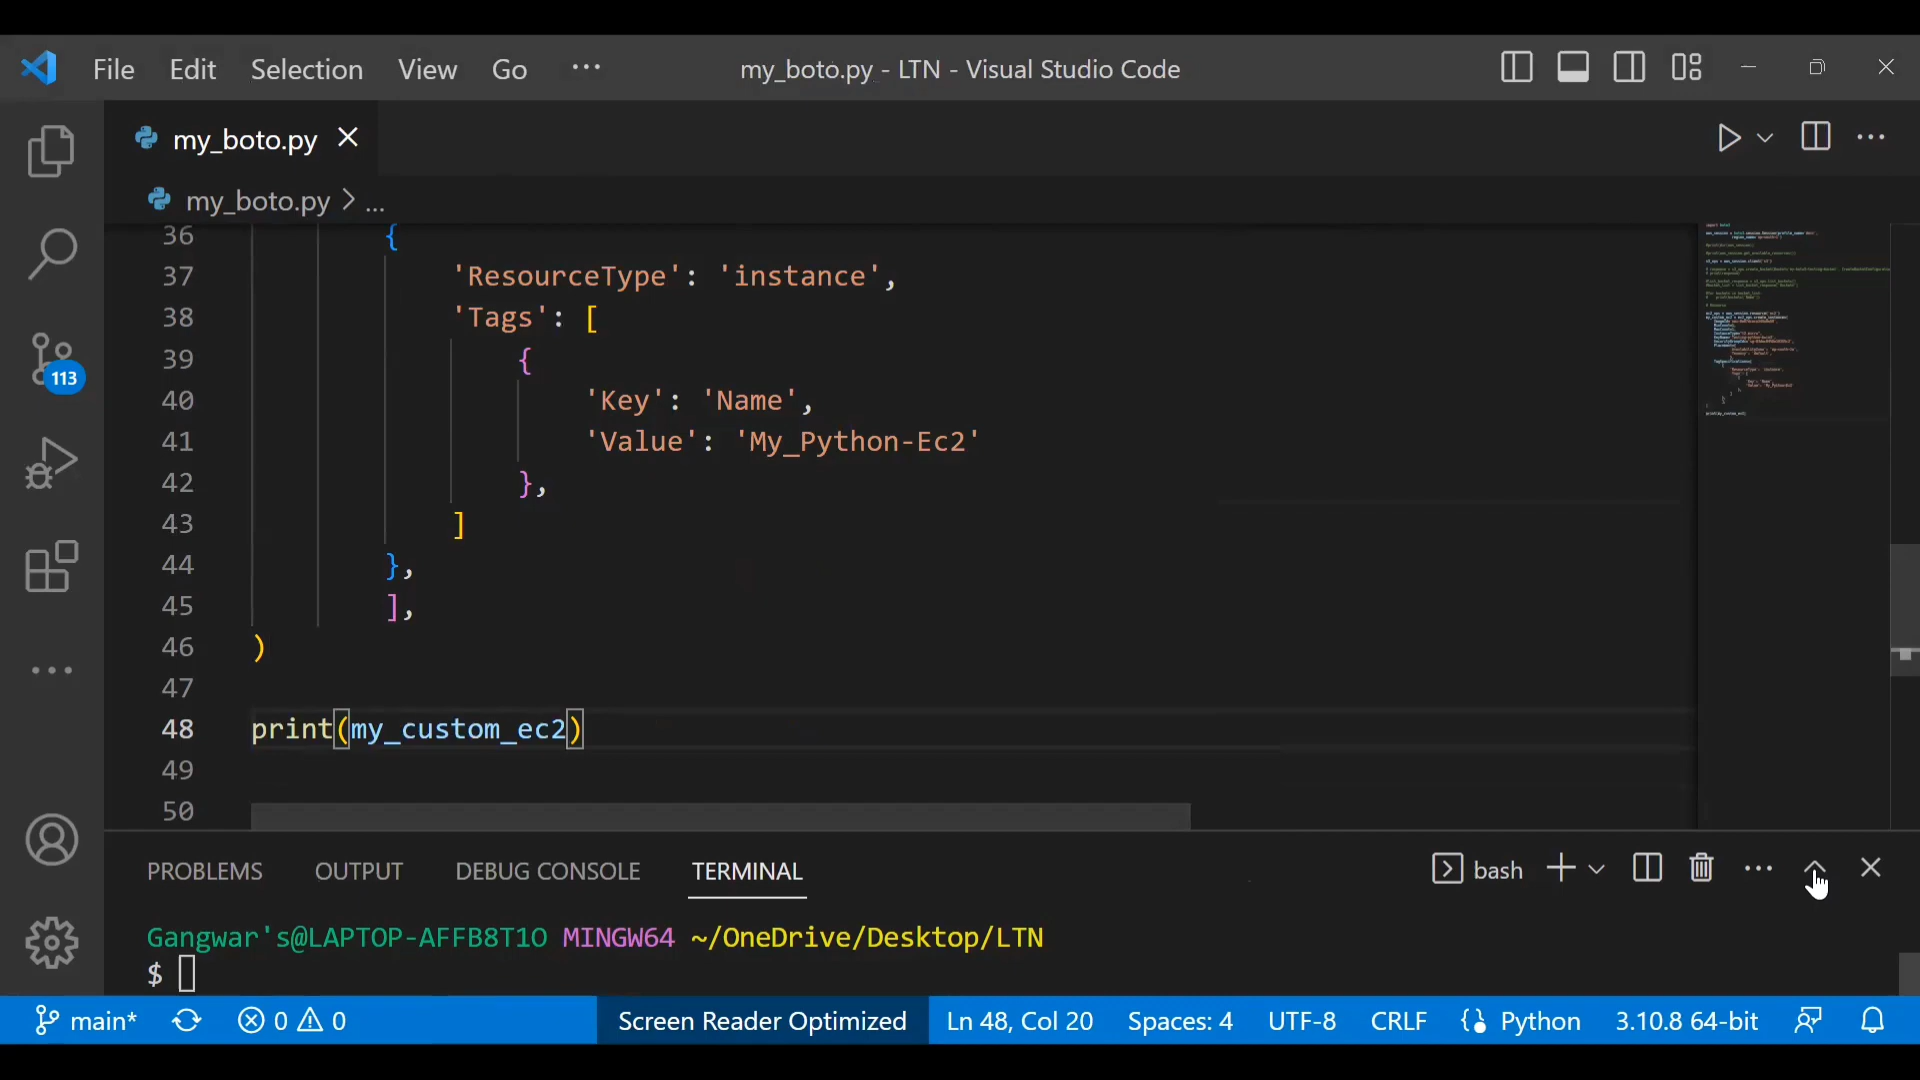 File Edit Selection View Go ···
my_boto.py - LTN - Visual Studio Code
my_boto.py
my_boto.py > ...
36 {
37 'ResourceType': 'instance',
38 'Tags': [
39 {
40 'Key': 'Name',
41 'Value': 'My_Python-Ec2'
42 },
43 ]
44 },
45 ],
46 )
47
48 print(my_custom_ec2)
49
50
113
PROBLEMS OUTPUT DEBUG CONSOLE TERMINAL bash
Gangwar's@LAPTOP-AFFB8T10 MINGW64 ~/OneDrive/Desktop/LTN
$
main* 0 0 Screen Reader Optimized Ln 48, Col 20 Spaces: 4 UTF-8 CRLF Python 3.10.8 64-bit